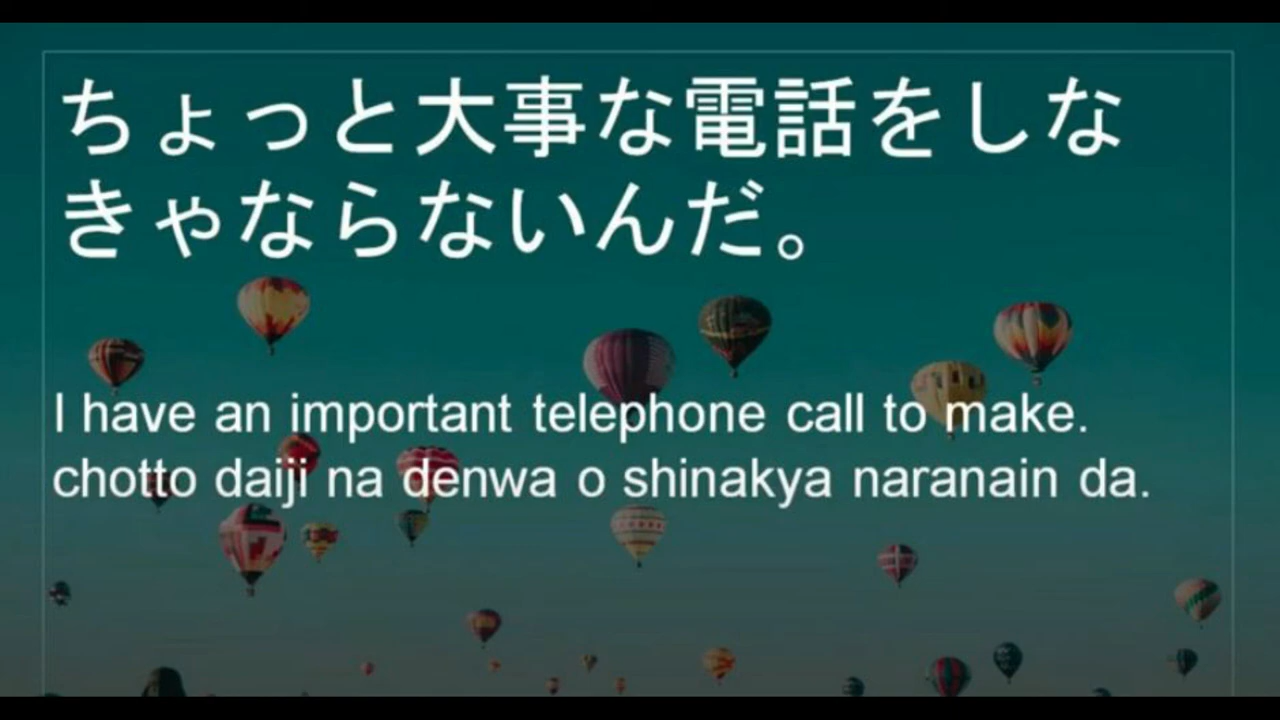 ちょっと大事な電話をしな
きゃならないんだ。
I have an important telephone call to make.
chotto daiji na denwa o shinakya naranain da.